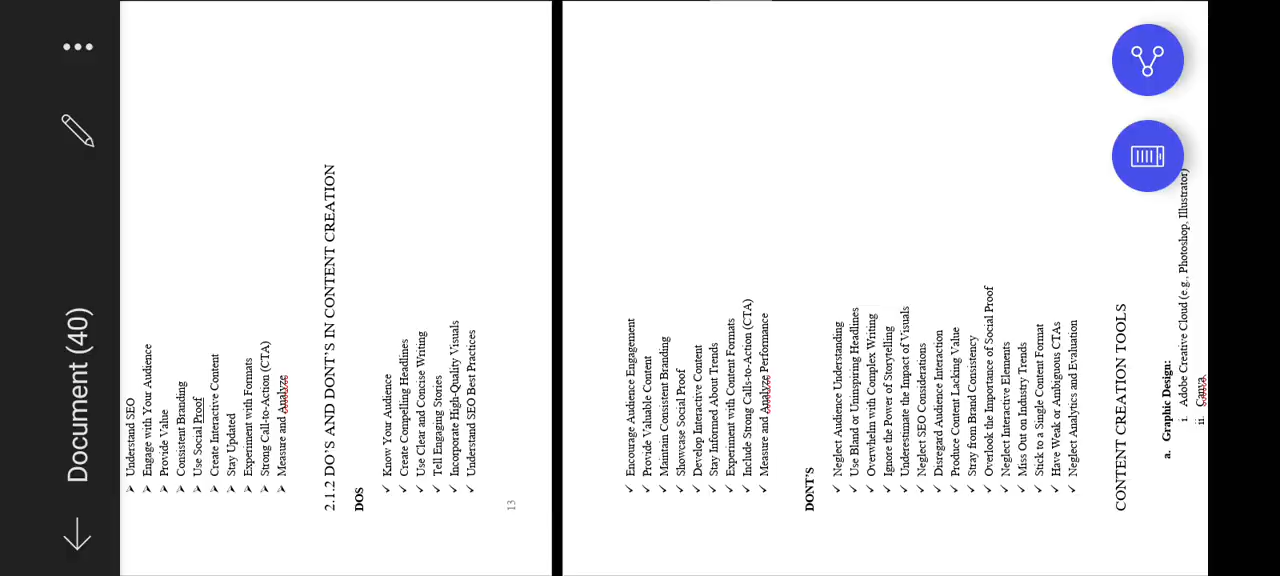 Document (40)
➤ Understand SEO
➤ Engage with Your Audience
➤ Provide Value
➤ Consistent Branding
➤ Use Social Proof
➤ Create Interactive Content
➤ Stay Updated
➤ Experiment with Formats
➤ Strong Call-to-Action (CTA)
➤ Measure and Analyze
2.1.2 DO'S AND DONT'S IN CONTENT CREATION
DOS
✓ Know Your Audience
✓ Create Compelling Headlines
✓ Use Clear and Concise Writing
✓ Tell Engaging Stories
✓ Incorporate High-Quality Visuals
✓ Understand SEO Best Practices
13
✓ Encourage Audience Engagement
✓ Provide Valuable Content
✓ Maintain Consistent Branding
✓ Showcase Social Proof
✓ Develop Interactive Content
✓ Stay Informed About Trends
✓ Experiment with Content Formats
✓ Include Strong Calls-to-Action (CTA)
✓ Measure and Analyze Performance
DONT'S
✓ Neglect Audience Understanding
✓ Use Bland or Uninspiring Headlines
✓ Overwhelm with Complex Writing
✓ Ignore the Power of Storytelling
✓ Underestimate the Impact of Visuals
✓ Neglect SEO Considerations
✓ Disregard Audience Interaction
✓ Produce Content Lacking Value
✓ Stray from Brand Consistency
✓ Overlook the Importance of Social Proof
✓ Neglect Interactive Elements
✓ Miss Out on Industry Trends
✓ Stick to a Single Content Format
✓ Have Weak or Ambiguous CTAs
✓ Neglect Analytics and Evaluation
CONTENT CREATION TOOLS
a. Graphic Design:
i. Adobe Creative Cloud (e.g., Photoshop, Illustrator)
ii. Canva